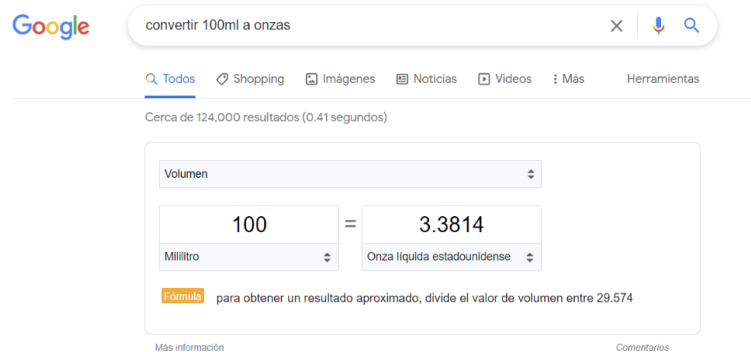 Google convertir 100ml a onzas
Todos Shopping Imágenes Noticias Videos Más Herramientas
Cerca de 124,000 resultados (0.41 segundos)
Volumen
100 = 3.3814
Mililitro Onza líquida estadounidense
Fórmula para obtener un resultado aproximado, divide el valor de volumen entre 29.574
Más información Comentarios